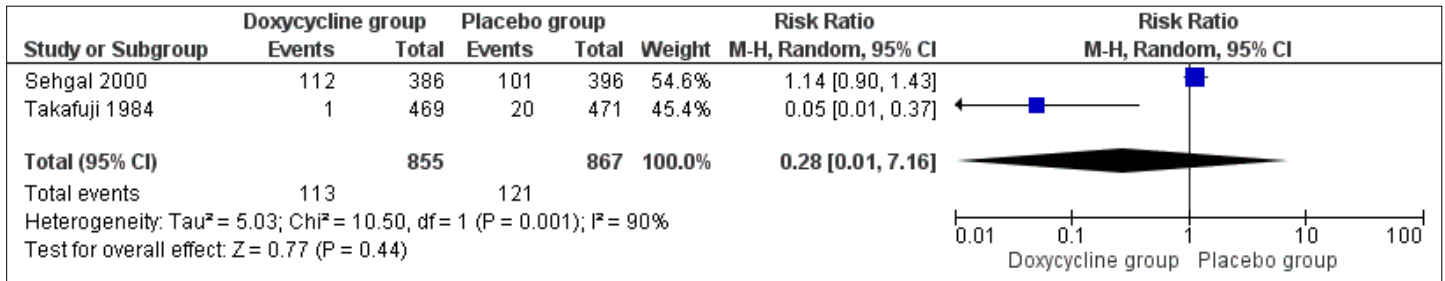 Doxycycline group Placebo group Risk Ratio Risk Ratio
Study or Subgroup Events Total Events Total Weight M-H, Random, 95% CI M-H, Random, 95% CI
Sehgal 2000 112 386 101 396 54.6% 1.14 [0.90, 1.43]
Takafuji 1984 1 469 20 471 45.4% 0.05 [0.01, 0.37]
Total (95% CI) 855 867 100.0% 0.28 [0.01, 7.16]
Total events 113 121
Heterogeneity: Tau² = 5.03; Chi² = 10.50, df = 1 (P = 0.001); I² = 90%
Test for overall effect: Z = 0.77 (P = 0.44)
0.01 0.1 1 10 100
Doxycycline group Placebo group